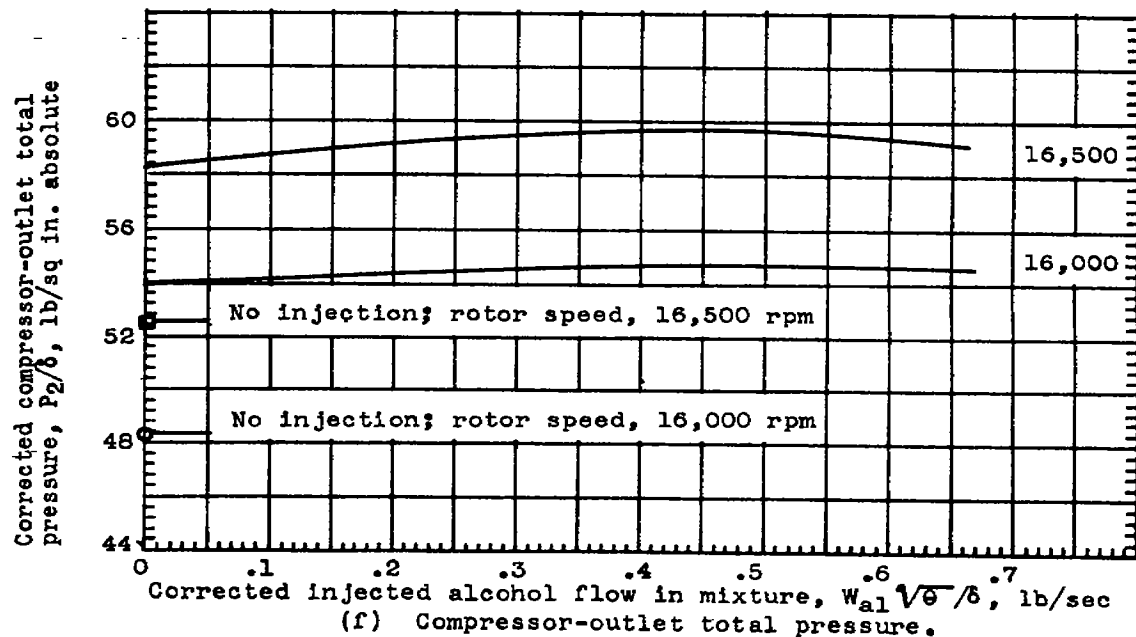 Corrected compressor-outlet total
pressure, P2/δ, lb/sq in. absolute
60
56
52
48
44
16,500
16,000
No injection; rotor speed, 16,500 rpm
No injection; rotor speed, 16,000 rpm
0 .1 .2 .3 .4 .5 .6 .7
Corrected injected alcohol flow in mixture, Wal √θ/δ, lb/sec
(f) Compressor-outlet total pressure.